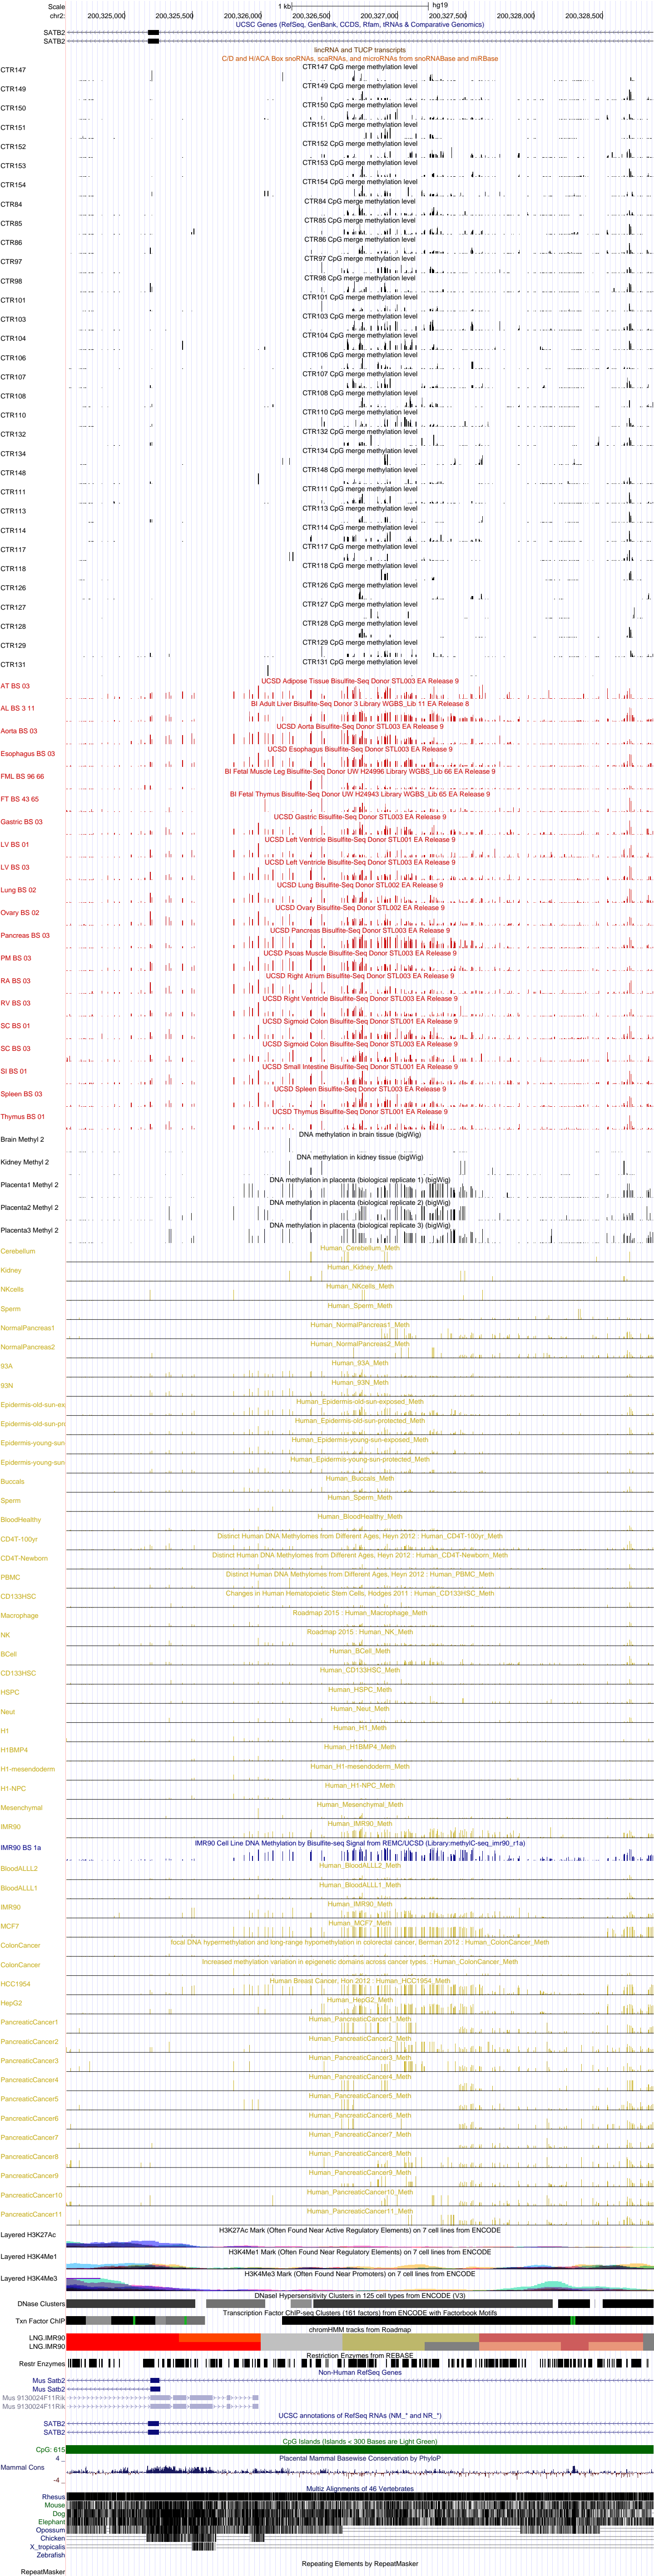 Scale 1 kb hg19
chr2: 200,325,000 200,325,500 200,326,000 200,326,500 200,327,000 200,327,500 200,328,000 200,328,500
UCSC Genes (RefSeq, GenBank, CCDS, Rfam, tRNAs & Comparative Genomics)
SATB2
SATB2
lincRNA and TUCP transcripts
C/D and H/ACA Box snoRNAs, scaRNAs, and microRNAs from snoRNABase and miRBase
CTR147 CpG merge methylation level
CTR147
CTR149 CpG merge methylation level
CTR149
CTR150 CpG merge methylation level
CTR150
CTR151 CpG merge methylation level
CTR151
CTR152 CpG merge methylation level
CTR152
CTR153 CpG merge methylation level
CTR153
CTR154 CpG merge methylation level
CTR154
CTR84 CpG merge methylation level
CTR84
CTR85 CpG merge methylation level
CTR85
CTR86 CpG merge methylation level
CTR86
CTR97 CpG merge methylation level
CTR97
CTR98 CpG merge methylation level
CTR98
CTR101 CpG merge methylation level
CTR101
CTR103 CpG merge methylation level
CTR103
CTR104 CpG merge methylation level
CTR104
CTR106 CpG merge methylation level
CTR106
CTR107 CpG merge methylation level
CTR107
CTR108 CpG merge methylation level
CTR108
CTR110 CpG merge methylation level
CTR110
CTR132 CpG merge methylation level
CTR132
CTR134 CpG merge methylation level
CTR134
CTR148 CpG merge methylation level
CTR148
CTR111 CpG merge methylation level
CTR111
CTR113 CpG merge methylation level
CTR113
CTR114 CpG merge methylation level
CTR114
CTR117 CpG merge methylation level
CTR117
CTR118 CpG merge methylation level
CTR118
CTR126 CpG merge methylation level
CTR126
CTR127 CpG merge methylation level
CTR127
CTR128 CpG merge methylation level
CTR128
CTR129 CpG merge methylation level
CTR129
CTR131 CpG merge methylation level
CTR131
UCSD Adipose Tissue Bisulfite-Seq Donor STL003 EA Release 9
AT BS 03
BI Adult Liver Bisulfite-Seq Donor 3 Library WGBS_Lib 11 EA Release 8
AL BS 3 11
UCSD Aorta Bisulfite-Seq Donor STL003 EA Release 9
Aorta BS 03
UCSD Esophagus Bisulfite-Seq Donor STL003 EA Release 9
Esophagus BS 03
BI Fetal Muscle Leg Bisulfite-Seq Donor UW H24996 Library WGBS_Lib 66 EA Release 9
FML BS 96 66
BI Fetal Thymus Bisulfite-Seq Donor UW H24943 Library WGBS_Lib 65 EA Release 9
FT BS 43 65
UCSD Gastric Bisulfite-Seq Donor STL003 EA Release 9
Gastric BS 03
UCSD Left Ventricle Bisulfite-Seq Donor STL001 EA Release 9
LV BS 01
UCSD Left Ventricle Bisulfite-Seq Donor STL003 EA Release 9
LV BS 03
UCSD Lung Bisulfite-Seq Donor STL002 EA Release 9
Lung BS 02
UCSD Ovary Bisulfite-Seq Donor STL002 EA Release 9
Ovary BS 02
UCSD Pancreas Bisulfite-Seq Donor STL003 EA Release 9
Pancreas BS 03
UCSD Psoas Muscle Bisulfite-Seq Donor STL003 EA Release 9
PM BS 03
UCSD Right Atrium Bisulfite-Seq Donor STL003 EA Release 9
RA BS 03
UCSD Right Ventricle Bisulfite-Seq Donor STL003 EA Release 9
RV BS 03
UCSD Sigmoid Colon Bisulfite-Seq Donor STL001 EA Release 9
SC BS 01
UCSD Sigmoid Colon Bisulfite-Seq Donor STL003 EA Release 9
SC BS 03
UCSD Small Intestine Bisulfite-Seq Donor STL001 EA Release 9
SI BS 01
UCSD Spleen Bisulfite-Seq Donor STL003 EA Release 9
Spleen BS 03
UCSD Thymus Bisulfite-Seq Donor STL001 EA Release 9
Thymus BS 01
DNA methylation in brain tissue (bigWig)
Brain Methyl 2
DNA methylation in kidney tissue (bigWig)
Kidney Methyl 2
DNA methylation in placenta (biological replicate 1) (bigWig)
Placenta1 Methyl 2
DNA methylation in placenta (biological replicate 2) (bigWig)
Placenta2 Methyl 2
DNA methylation in placenta (biological replicate 3) (bigWig)
Placenta3 Methyl 2
Human_Cerebellum_Meth
Cerebellum
Human_Kidney_Meth
Kidney
Human_NKcells_Meth
NKcells
Human_Sperm_Meth
Sperm
Human_NormalPancreas1_Meth
NormalPancreas1
Human_NormalPancreas2_Meth
NormalPancreas2
Human_93A_Meth
93A
Human_93N_Meth
93N
Human_Epidermis-old-sun-exposed_Meth
Epidermis-old-sun-ex
Human_Epidermis-old-sun-protected_Meth
Epidermis-old-sun-pr
Human_Epidermis-young-sun-exposed_Meth
Epidermis-young-sun
Human_Epidermis-young-sun-protected_Meth
Epidermis-young-sun
Human_Buccals_Meth
Buccals
Human_Sperm_Meth
Sperm
Human_BloodHealthy_Meth
BloodHealthy
Distinct Human DNA Methylomes from Different Ages, Heyn 2012 : Human_CD4T-100yr_Meth
CD4T-100yr
Distinct Human DNA Methylomes from Different Ages, Heyn 2012 : Human_CD4T-Newborn_Meth
CD4T-Newborn
Distinct Human DNA Methylomes from Different Ages, Heyn 2012 : Human_PBMC_Meth
PBMC
Changes in Human Hematopoietic Stem Cells, Hodges 2011 : Human_CD133HSC_Meth
CD133HSC
Roadmap 2015 : Human_Macrophage_Meth
Macrophage
Roadmap 2015 : Human_NK_Meth
NK
Human_BCell_Meth
BCell
Human_CD133HSC_Meth
CD133HSC
Human_HSPC_Meth
HSPC
Human_Neut_Meth
Neut
Human_H1_Meth
H1
Human_H1BMP4_Meth
H1BMP4
Human_H1-mesendoderm_Meth
H1-mesendoderm
Human_H1-NPC_Meth
H1-NPC
Human_Mesenchymal_Meth
Mesenchymal
Human_IMR90_Meth
IMR90
IMR90 Cell Line DNA Methylation by Bisulfite-seq Signal from REMC/UCSD (Library:methylC-seq_imr90_r1a)
IMR90 BS 1a
Human_BloodALLL2_Meth
BloodALLL2
Human_BloodALLL1_Meth
BloodALLL1
Human_IMR90_Meth
IMR90
Human_MCF7_Meth
MCF7
focal DNA hypermethylation and long-range hypomethylation in colorectal cancer, Berman 2012 : Human_ColonCancer_Meth
ColonCancer
Increased methylation variation in epigenetic domains across cancer types, : Human_ColonCancer_Meth
ColonCancer
Human Breast Cancer, Hon 2012 : Human_HCC1954_Meth
HCC1954
Human_HepG2_Meth
HepG2
Human_PancreaticCancer1_Meth
PancreaticCancer1
Human_PancreaticCancer2_Meth
PancreaticCancer2
Human_PancreaticCancer3_Meth
PancreaticCancer3
Human_PancreaticCancer4_Meth
PancreaticCancer4
Human_PancreaticCancer5_Meth
PancreaticCancer5
Human_PancreaticCancer6_Meth
PancreaticCancer6
Human_PancreaticCancer7_Meth
PancreaticCancer7
Human_PancreaticCancer8_Meth
PancreaticCancer8
Human_PancreaticCancer9_Meth
PancreaticCancer9
Human_PancreaticCancer10_Meth
PancreaticCancer10
Human_PancreaticCancer11_Meth
PancreaticCancer11
H3K27Ac Mark (Often Found Near Active Regulatory Elements) on 7 cell lines from ENCODE
Layered H3K27Ac
H3K4Me1 Mark (Often Found Near Regulatory Elements) on 7 cell lines from ENCODE
Layered H3K4Me1
H3K4Me3 Mark (Often Found Near Promoters) on 7 cell lines from ENCODE
Layered H3K4Me3
DNaseI Hypersensitivity Clusters in 125 cell types from ENCODE (V3)
DNase Clusters
Transcription Factor ChIP-seq Clusters (161 factors) from ENCODE with Factorbook Motifs
Txn Factor ChIP
chromHMM tracks from Roadmap
LNG.IMR90
LNG.IMR90
Restriction Enzymes from REBASE
Restr Enzymes
Non-Human RefSeq Genes
Mus Satb2
Mus Satb2
Mus 9130024F11Rik
Mus 9130024F11Rik
UCSC annotations of RefSeq RNAs (NM_* and NR_*)
SATB2
SATB2
CpG Islands (Islands < 300 Bases are Light Green)
CpG: 615
Placental Mammal Basewise Conservation by PhyloP
4 _
Mammal Cons
-4 _
Multiz Alignments of 46 Vertebrates
Rhesus
Mouse
Dog
Elephant
Opossum
Chicken
X_tropicalis
Zebrafish
Repeating Elements by RepeatMasker
RepeatMasker